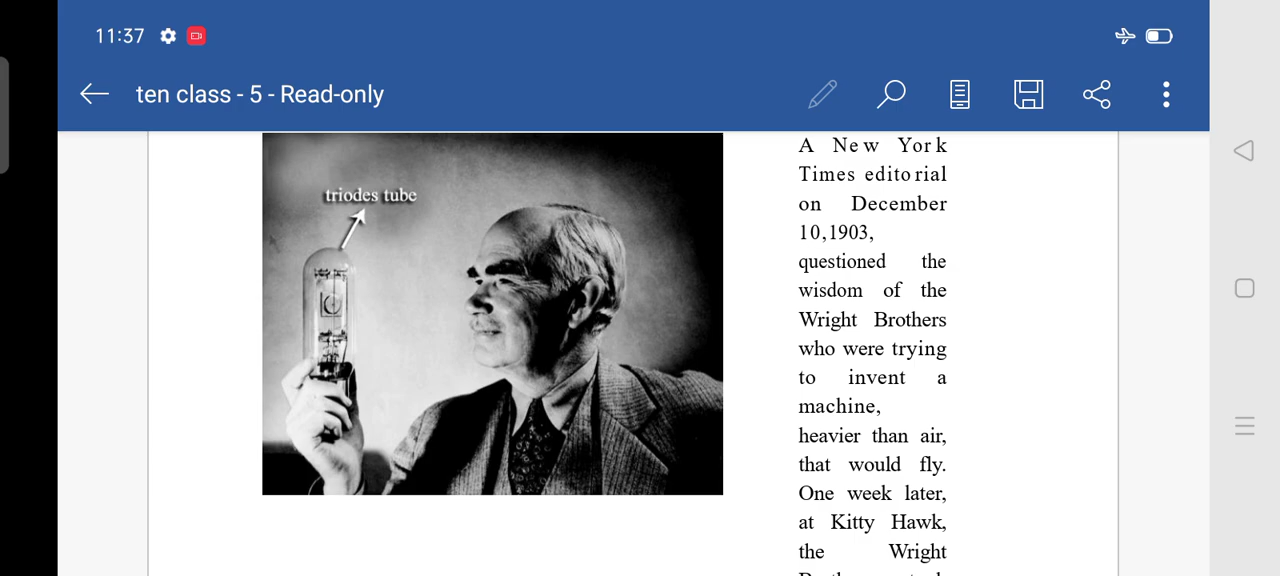 11:37
ten class - 5 - Read-only
triodes tube
A New York
Times editorial
on December
10,1903,
questioned the
wisdom of the
Wright Brothers
who were trying
to invent a
machine,
heavier than air,
that would fly.
One week later,
at Kitty Hawk,
the Wright